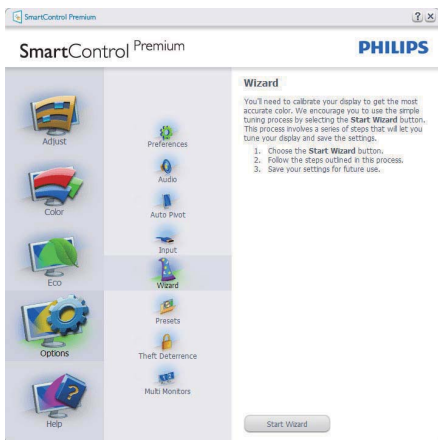 SmartControl Premium
SmartControl Premium
PHILIPS
Adjust
Color
Eco
Options
Help
Preferences
Audio
Auto Pivot
Input
Wizard
Presets
Theft Deterrence
Multi Monitors
Wizard
You'll need to calibrate your display to get the most
accurate color. We encourage you to use the simple
tuning process by selecting the Start Wizard button.
This process involves a series of steps that will let you
tune your display and save the settings.
1. Choose the Start Wizard button.
2. Follow the steps outlined in this process.
3. Save your settings for future use.
Start Wizard